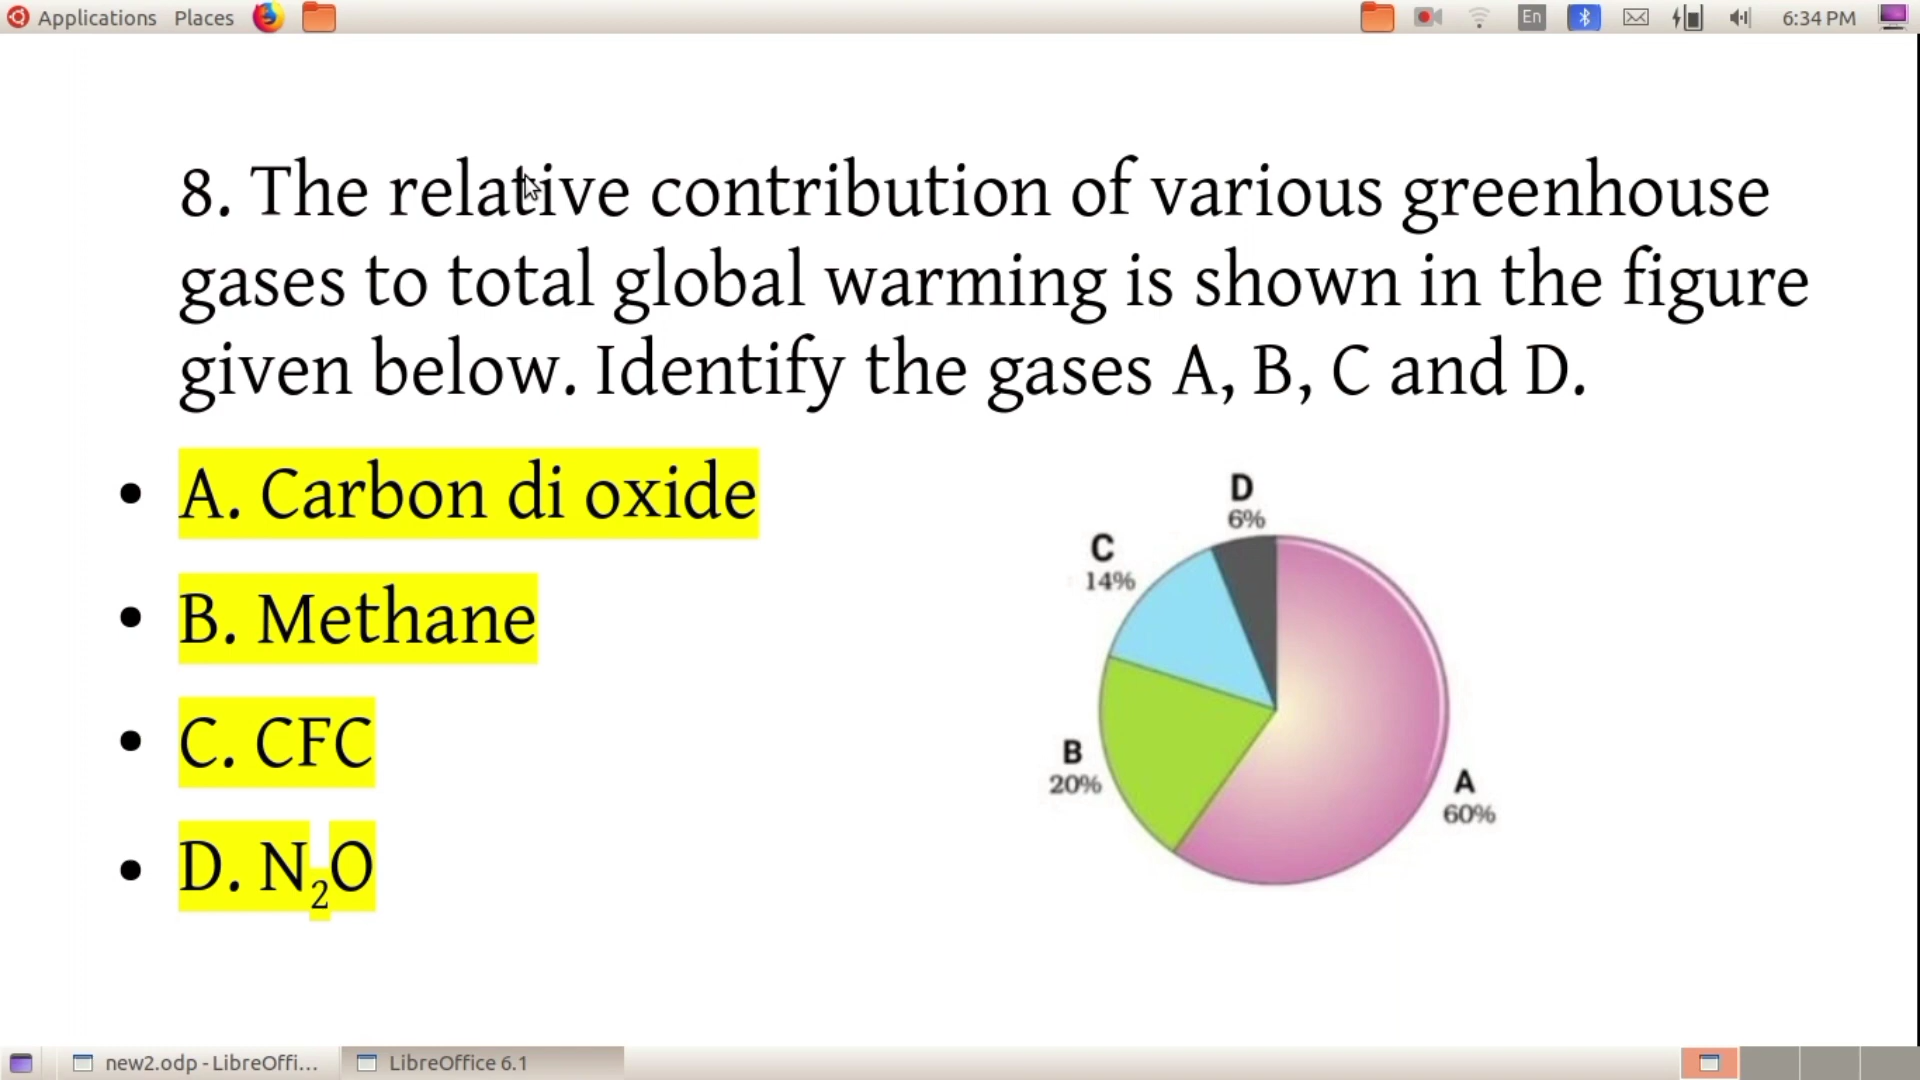 Applications Places En 6:34 PM
8. The relative contribution of various greenhouse
gases to total global warming is shown in the figure
given below. Identify the gases A, B, C and D.
• A. Carbon di oxide
• B. Methane
• C. CFC
• D. N₂O
D
6%
C
14%
B
20%
A
60%
new2.odp - LibreOffi... LibreOffice 6.1